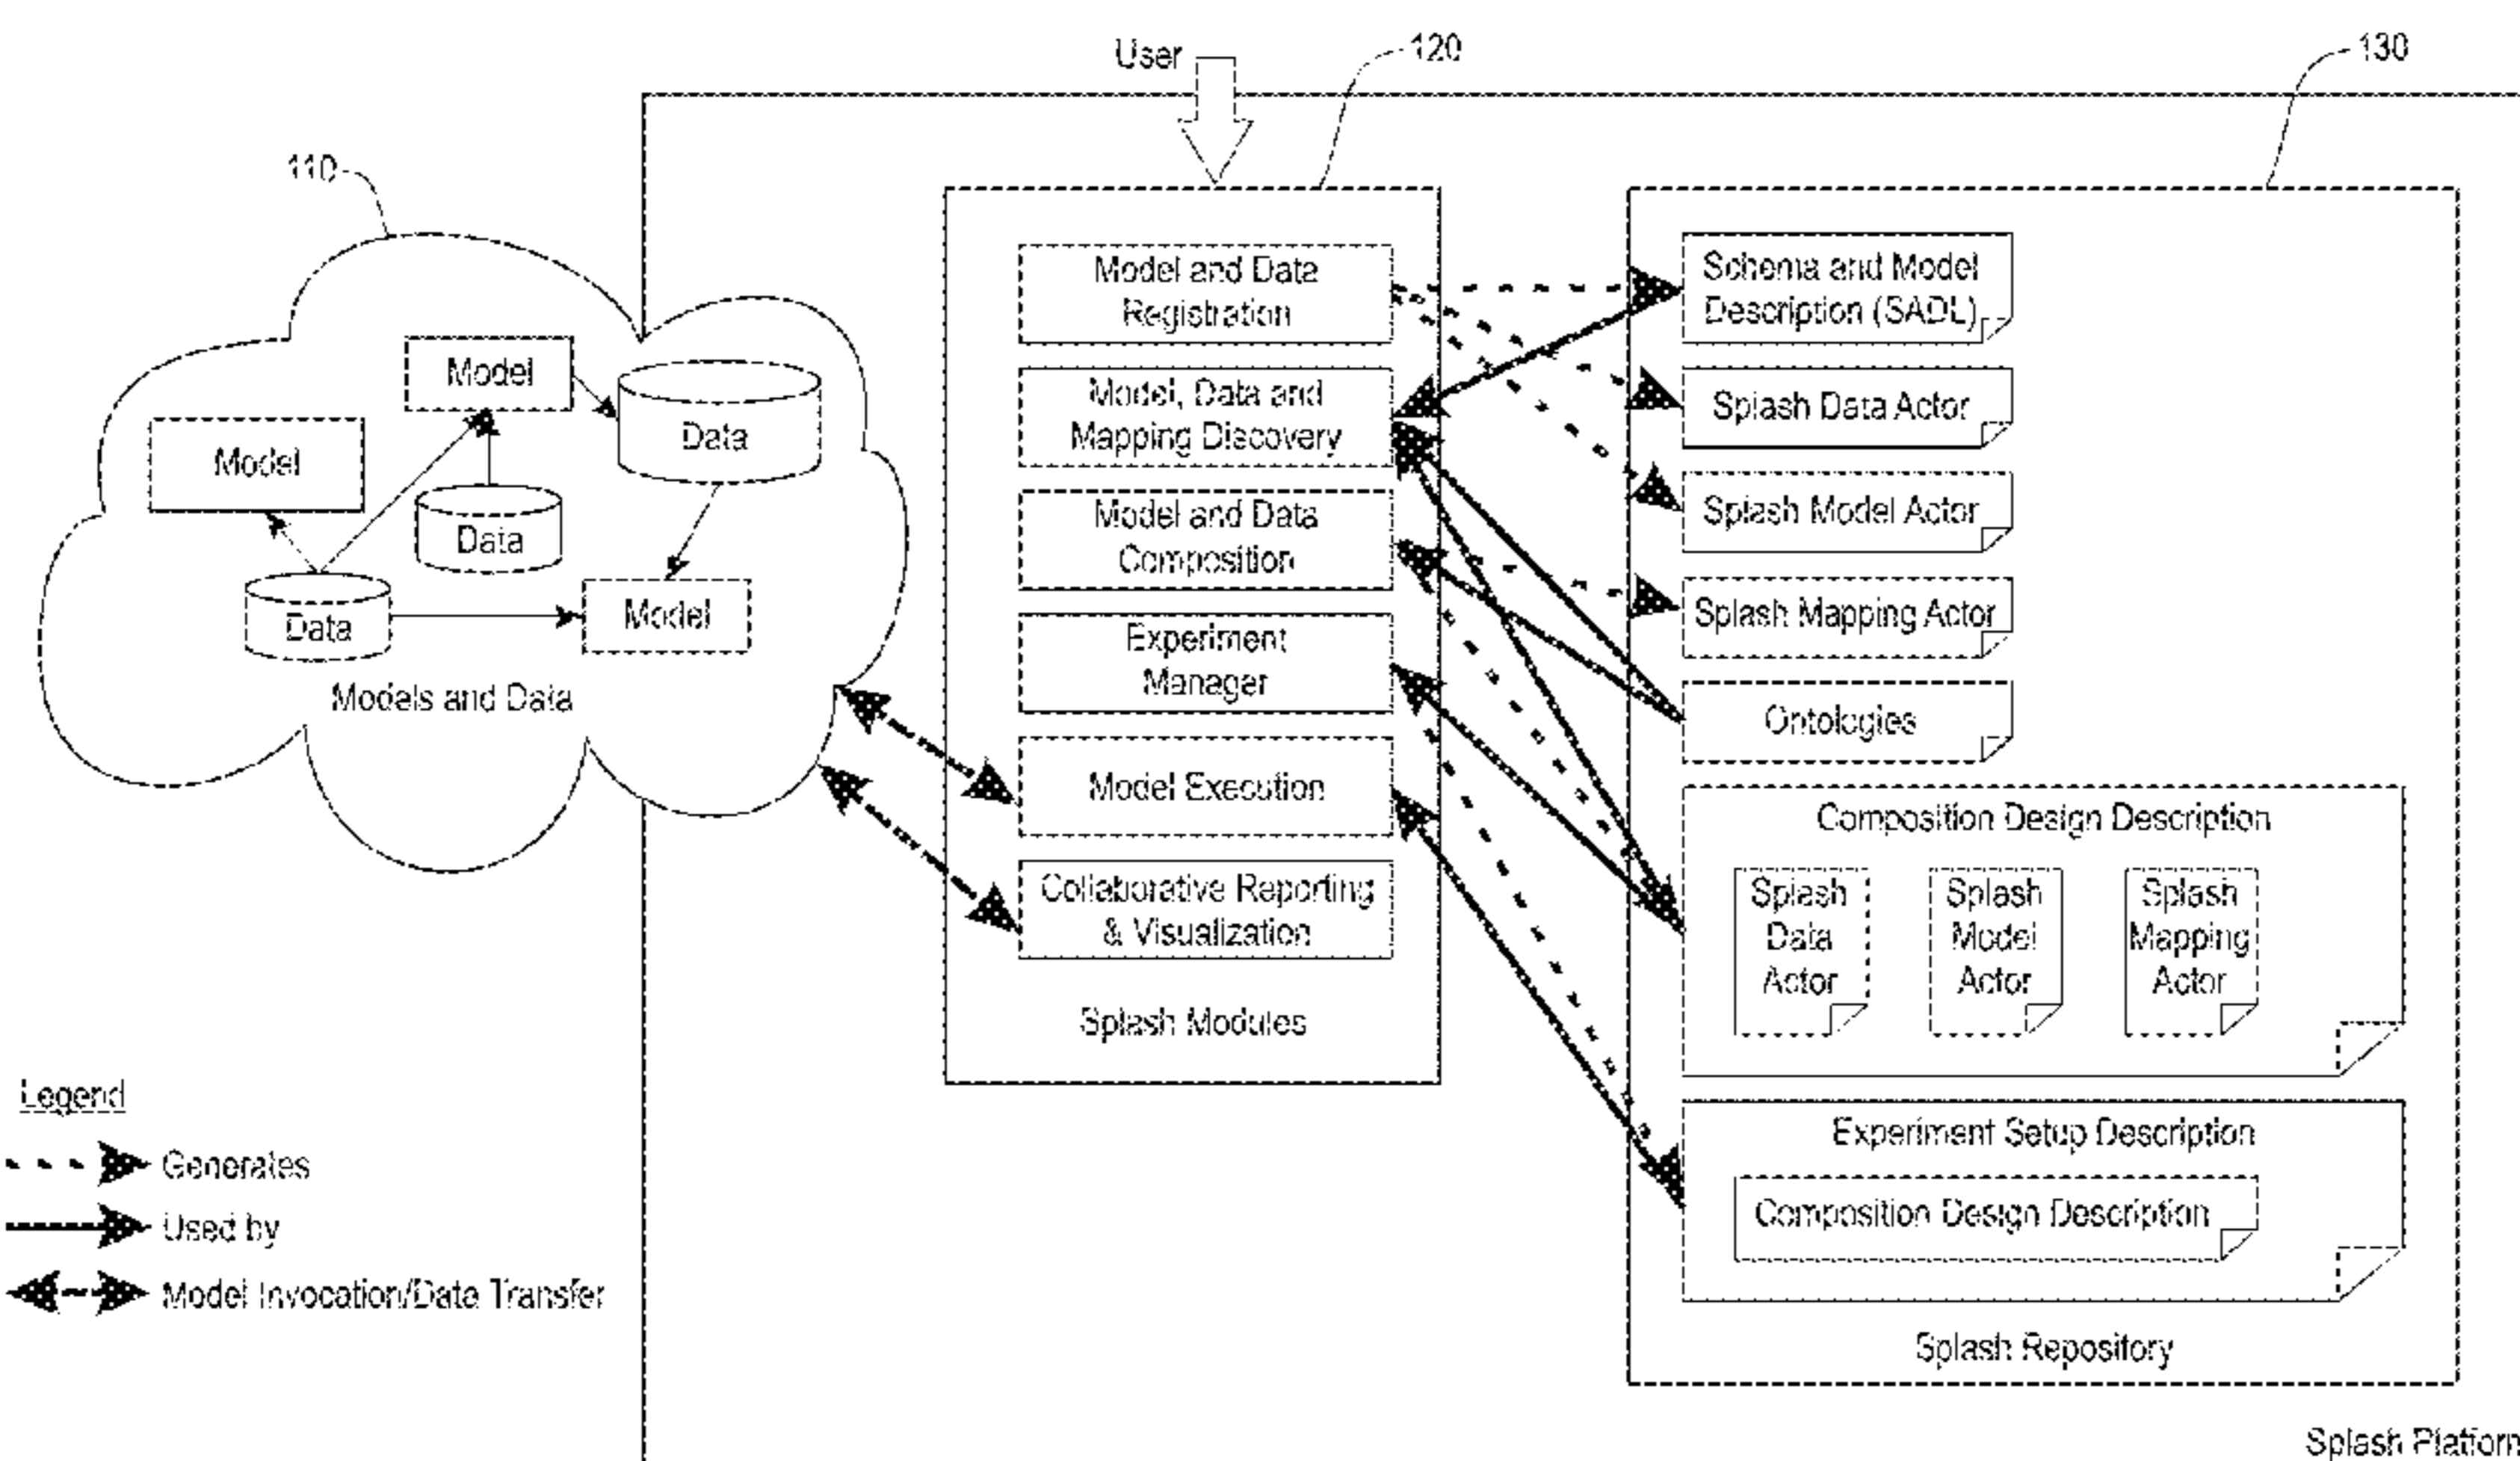 User
120
130
110
Model
Model
Data
Data
Data
Model
Models and Data
Model and Data
Registration
Model, Data and
Mapping Discovery
Model and Data
Composition
Experiment
Manager
Model Execution
Collaborative Reporting
& Visualization
Splash Modules
Schema and Model
Description (SADL)
Splash Data Actor
Splash Model Actor
Splash Mapping Actor
Ontologies
Composition Design Description
Splash
Data
Actor
Splash
Model
Actor
Splash
Mapping
Actor
Experiment Setup Description
Composition Design Description
Splash Repository
Splash Platform
Legend
Generates
Used by
Model Invocation/Data Transfer